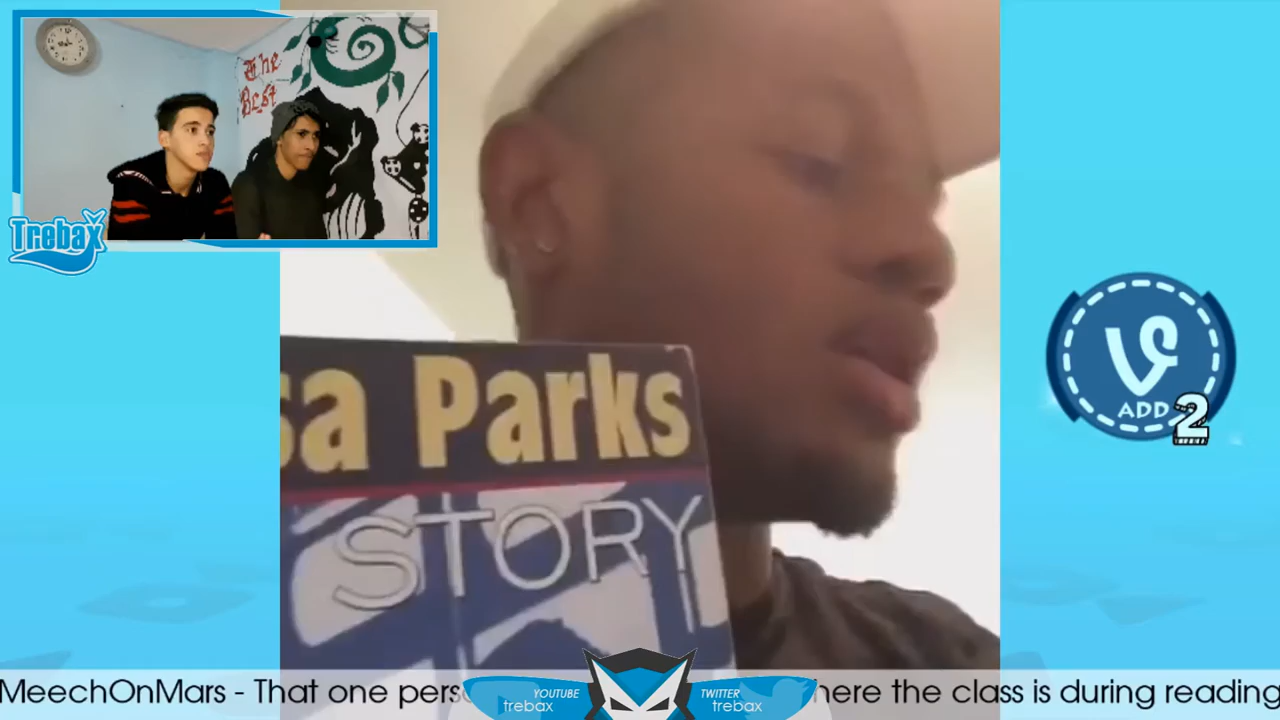 The
Best
Trebax
sa Parks
STORY
ADD
2
MeechOnMars - That one perso
here the class is during reading
YOUTUBE
trebax
TWITTER
trebax